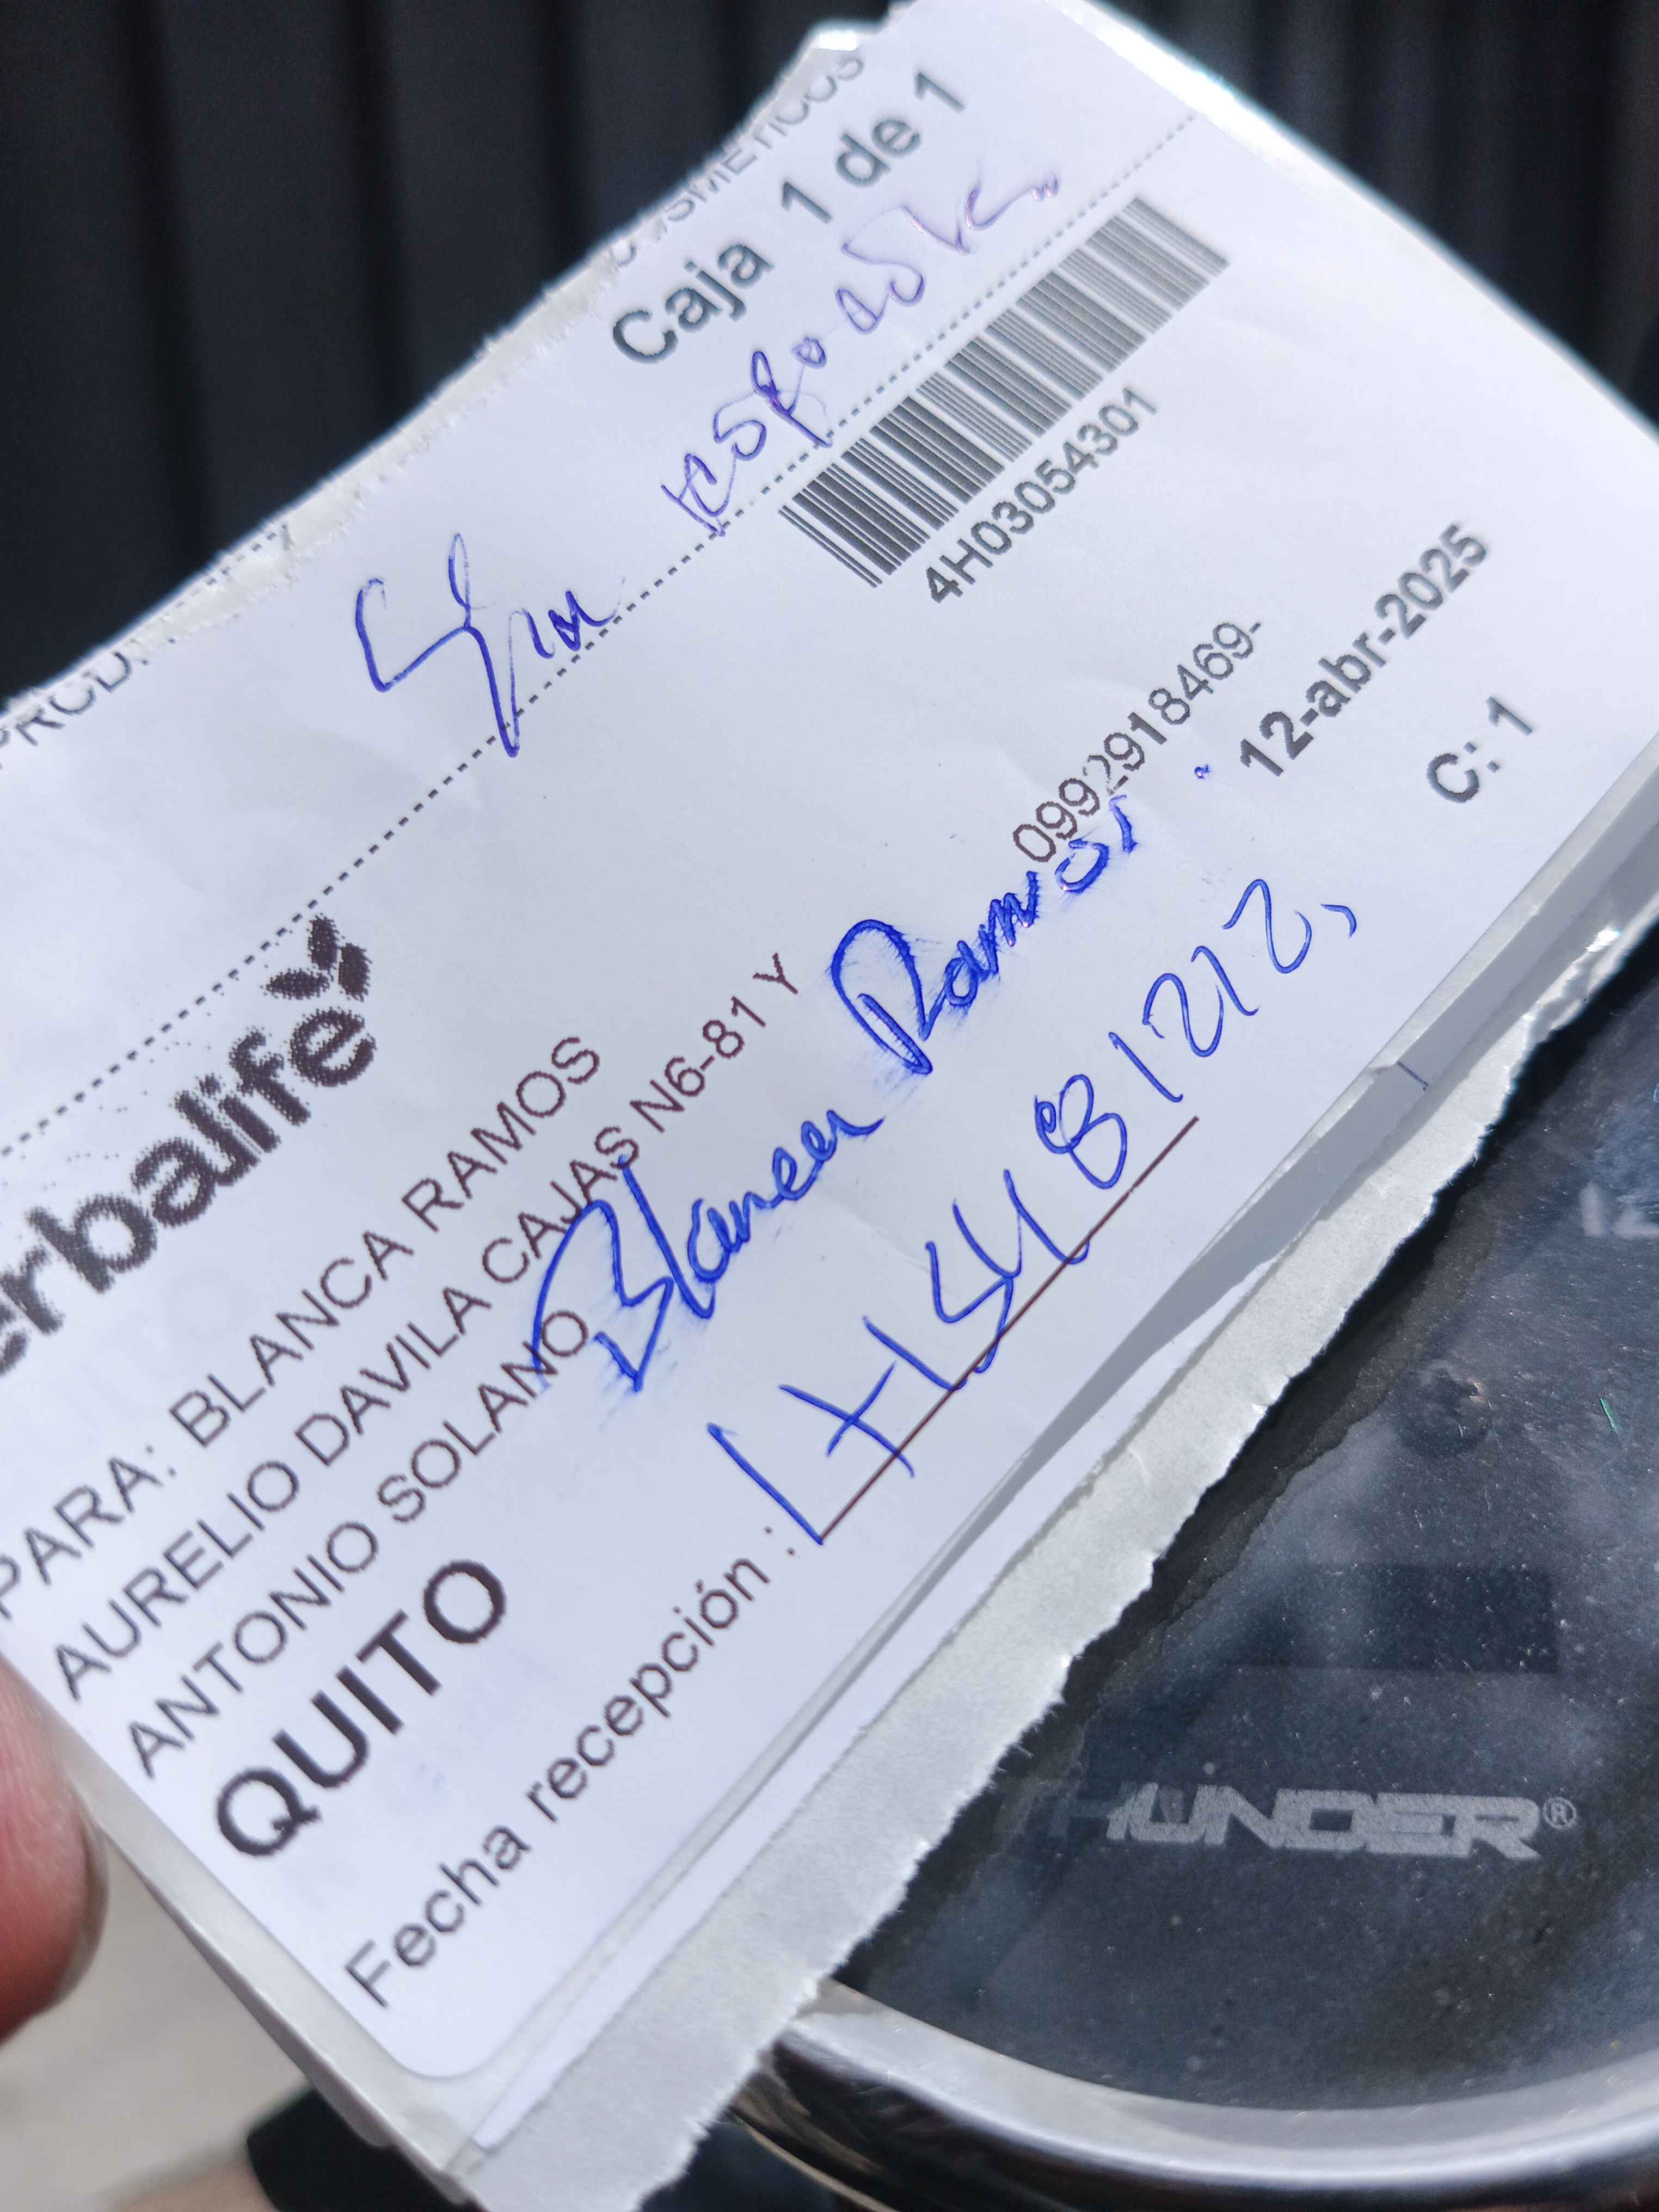 COSMETICOS
Caja 1 de 1
4H03054301
erbalife
PARA: BLANCA RAMOS
0992918469-
AURELIO DAVILA CAJAS N6-81 Y
ANTONIO SOLANO
12-abr-2025
Blanca Ramos
QUITO
C: 1
Fecha recepción :
THUNDER®